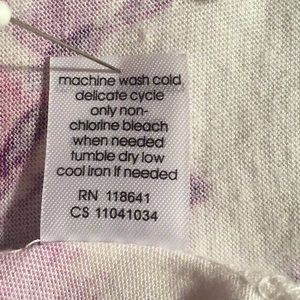 machine wash cold
delicate cycle
only non-
chlorine bleach
when needed
tumble dry low
cool iron if needed
RN 118641
CS 11041034